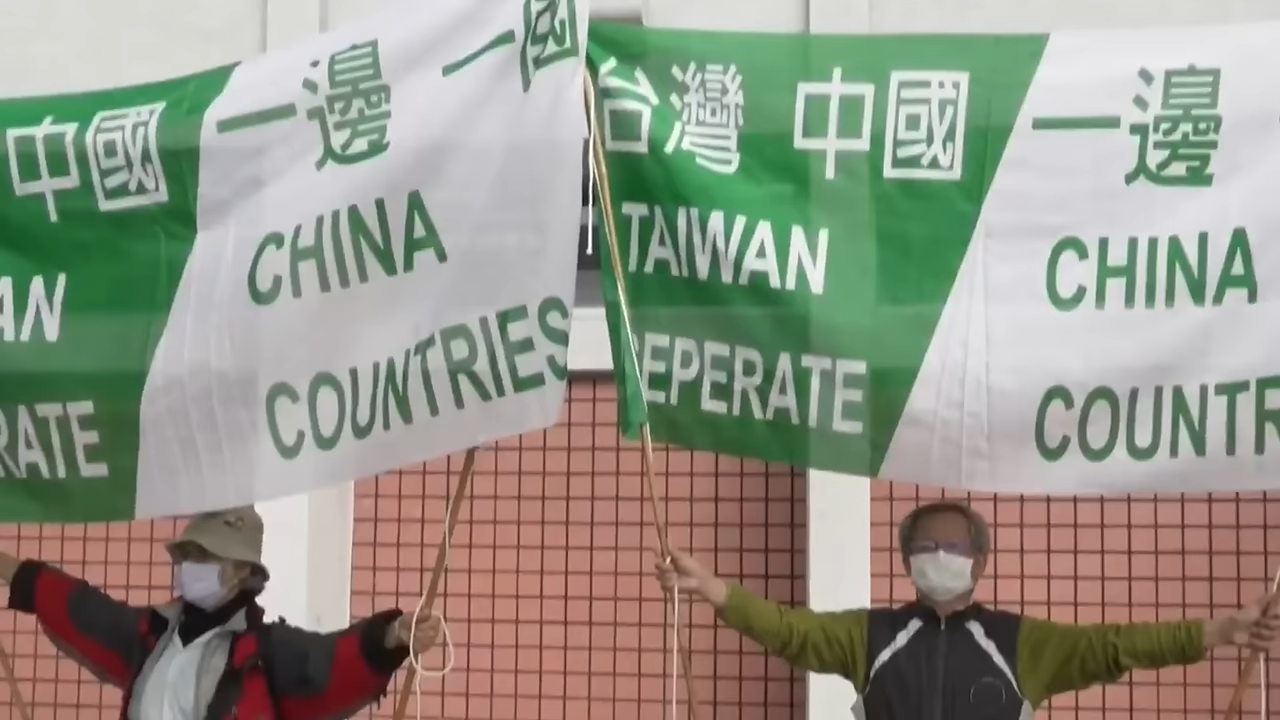 中國 一邊 一國
AN CHINA
RATE COUNTRIES
台灣 中國 一邊
TAIWAN CHINA
SEPERATE COUNTR